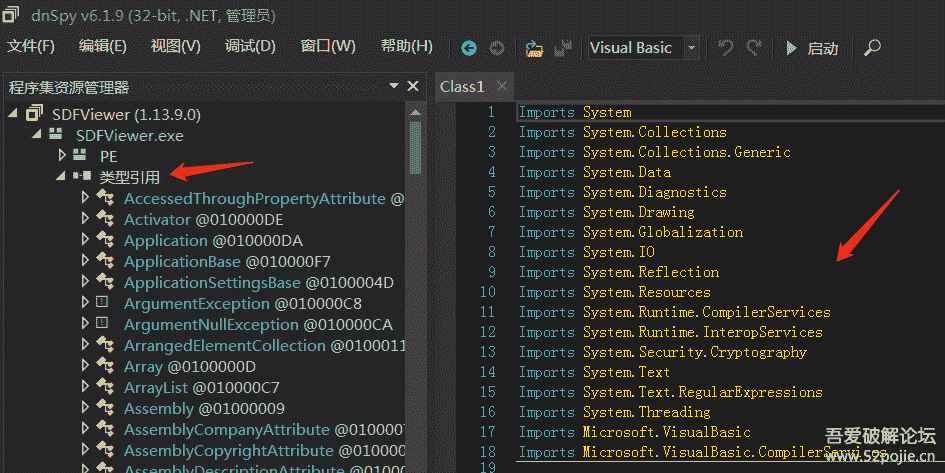 dnSpy v6.1.9 (32-bit, .NET, 管理员)
文件(F) 编辑(E) 视图(V) 调试(D) 窗口(W) 帮助(H) Visual Basic 启动
程序集资源管理器
SDFViewer (1.13.9.0)
SDFViewer.exe
PE
类型引用
AccessedThroughPropertyAttribute @
Activator @010000DE
Application @010000DA
ApplicationBase @010000F7
ApplicationSettingsBase @0100004D
ArgumentException @010000C8
ArgumentNullException @010000CA
ArrangedElementCollection @0100011
Array @0100000D
ArrayList @010000C7
Assembly @01000009
AssemblyCompanyAttribute @0100007
AssemblyCopyrightAttribute @01000
AssemblyDescriptionAttribute @0100
Class1
1 Imports System
2 Imports System.Collections
3 Imports System.Collections.Generic
4 Imports System.Data
5 Imports System.Diagnostics
6 Imports System.Drawing
7 Imports System.Globalization
8 Imports System.IO
9 Imports System.Reflection
10 Imports System.Resources
11 Imports System.Runtime.CompilerServices
12 Imports System.Runtime.InteropServices
13 Imports System.Security.Cryptography
14 Imports System.Text
15 Imports System.Text.RegularExpressions
16 Imports System.Threading
17 Imports Microsoft.VisualBasic
18 Imports Microsoft.VisualBasic.CompilerServices
19
吾爱破解论坛
www.52pojie.cn